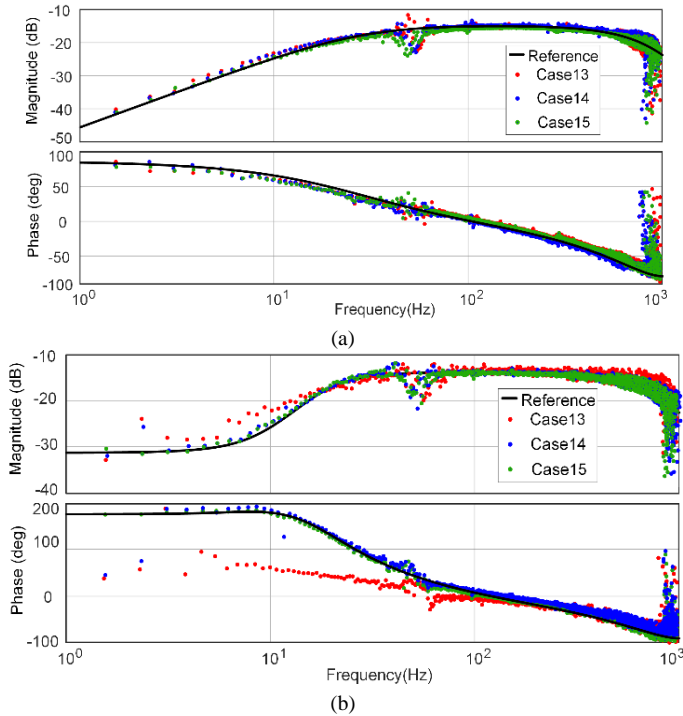 -10
-20
-30
-40
-50
Magnitude (dB)
Reference
Case13
Case14
Case15
100
50
0
-50
-100
Phase (deg)
10^0 10^1 10^2 10^3
Frequency(Hz)
(a)
-10
-20
-30
-40
Magnitude (dB)
Reference
Case13
Case14
Case15
200
100
0
-100
Phase (deg)
10^0 10^1 10^2 10^3
Frequency(Hz)
(b)